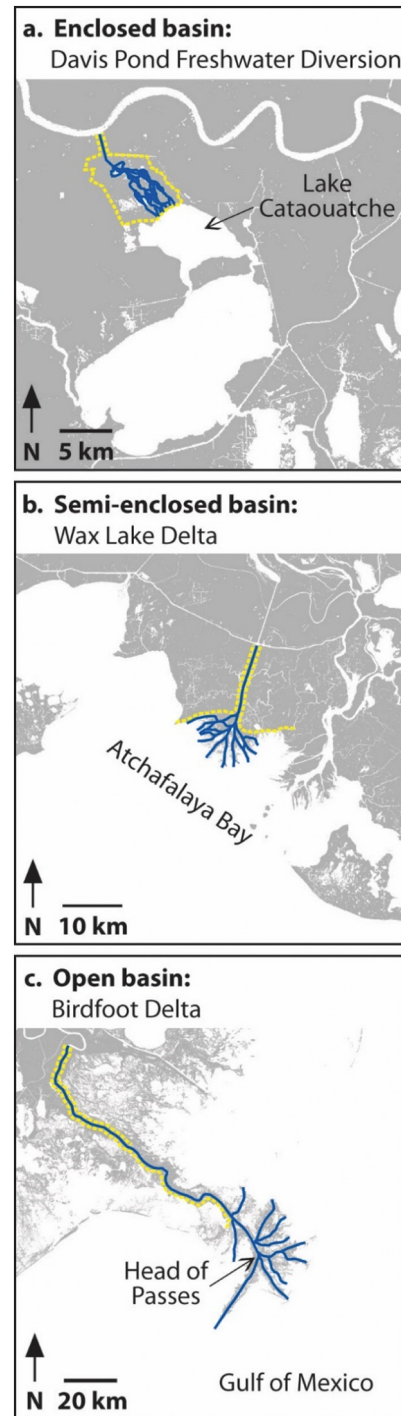 a. Enclosed basin:
Davis Pond Freshwater Diversion
Lake
Cataouatche
N 5 km
b. Semi-enclosed basin:
Wax Lake Delta
Atchafalaya Bay
N 10 km
c. Open basin:
Birdfoot Delta
Head of
Passes
Gulf of Mexico
N 20 km